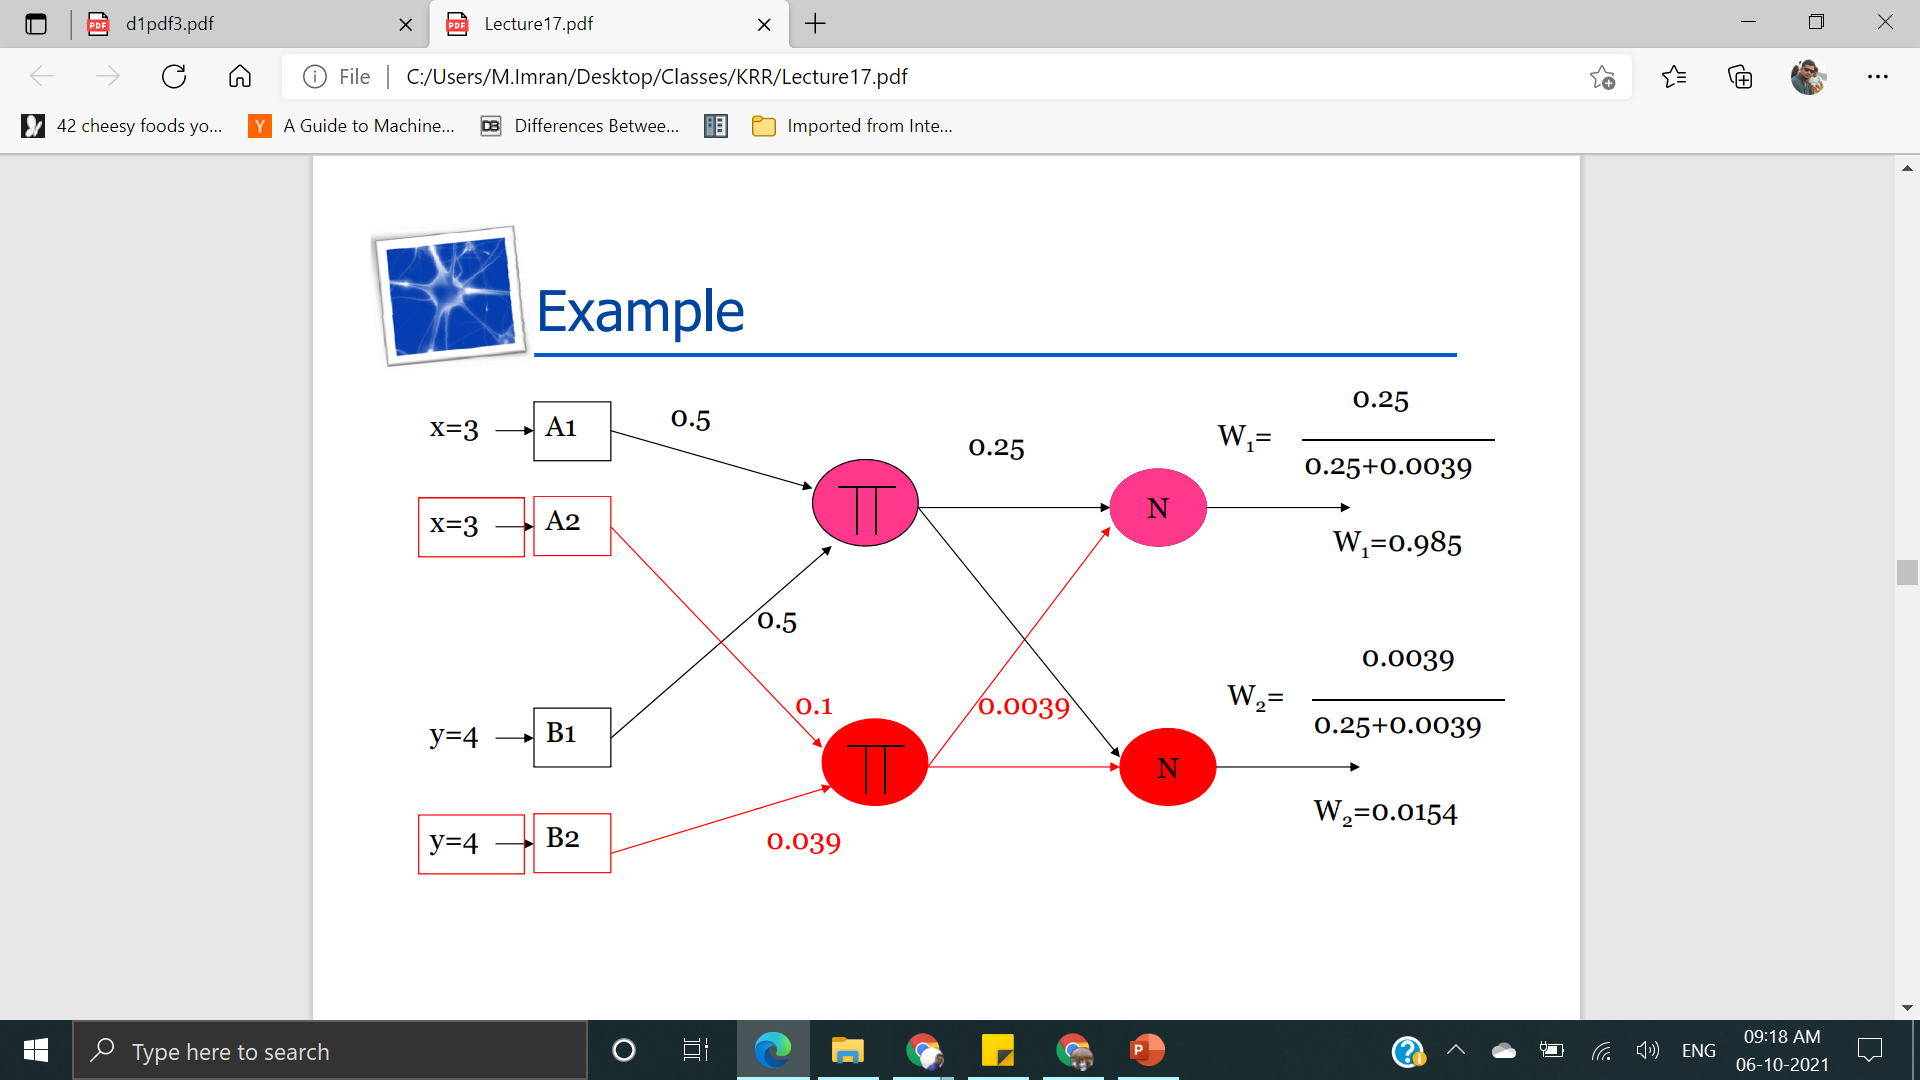 d1pdf3.pdf
Lecture17.pdf
File
C:/Users/M.Imran/Desktop/Classes/KRR/Lecture17.pdf
42 cheesy foods yo...
A Guide to Machine...
DB
Differences Betwee...
Imported from Inte...
Example
x=3
A1
0.5
0.25
W₁=
0.25
0.25+0.0039
∏
N
x=3
A2
W₁=0.985
0.5
0.0039
W₂=
0.25+0.0039
0.1
0.0039
y=4
B1
∏
N
W₂=0.0154
y=4
B2
0.039
Type here to search
ENG
09:18 AM
06-10-2021